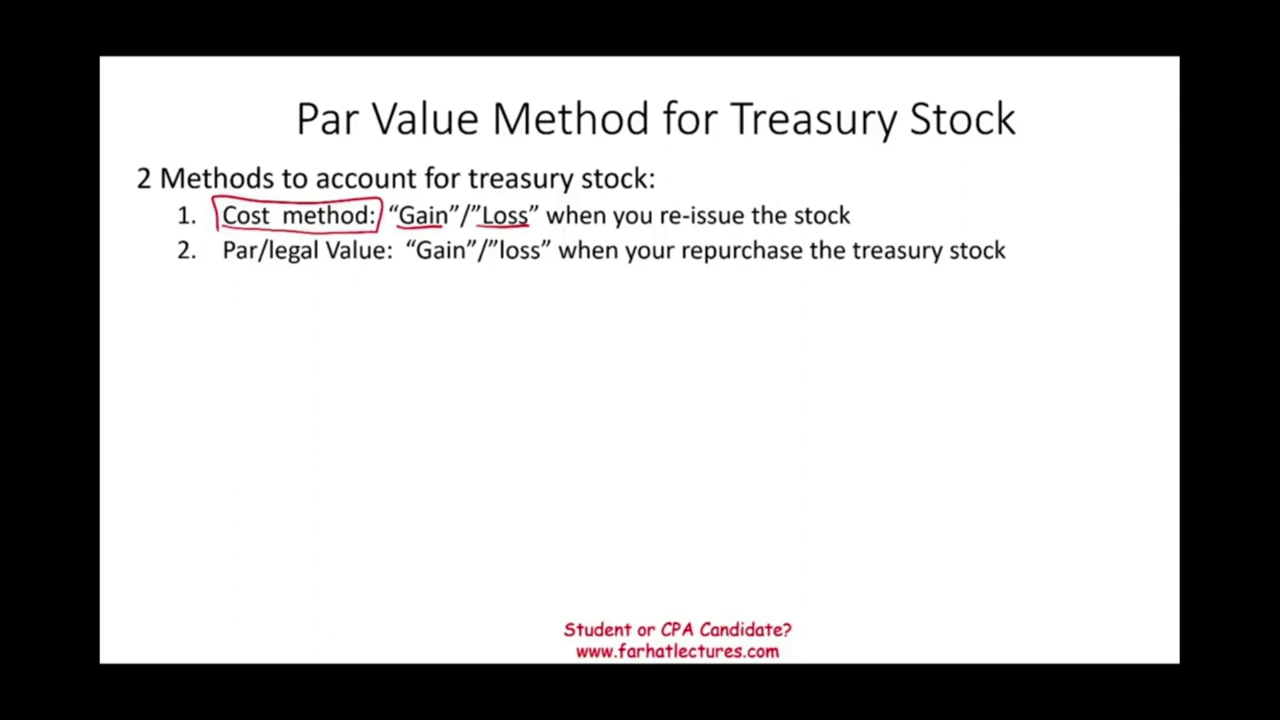 Par Value Method for Treasury Stock
2 Methods to account for treasury stock:
1. Cost method: “Gain”/”Loss” when you re-issue the stock
2. Par/legal Value: “Gain”/”loss” when your repurchase the treasury stock
Student or CPA Candidate?
www.farhatlectures.com